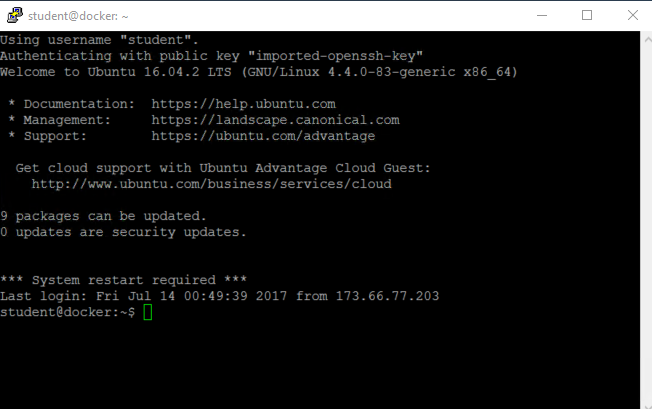 student@docker: ~
Using username "student".
Authenticating with public key "imported-openssh-key"
Welcome to Ubuntu 16.04.2 LTS (GNU/Linux 4.4.0-83-generic x86_64)
* Documentation:  https://help.ubuntu.com
* Management:     https://landscape.canonical.com
* Support:        https://ubuntu.com/advantage
Get cloud support with Ubuntu Advantage Cloud Guest:
http://www.ubuntu.com/business/services/cloud
9 packages can be updated.
0 updates are security updates.
*** System restart required ***
Last login: Fri Jul 14 00:49:39 2017 from 173.66.77.203
student@docker:~$